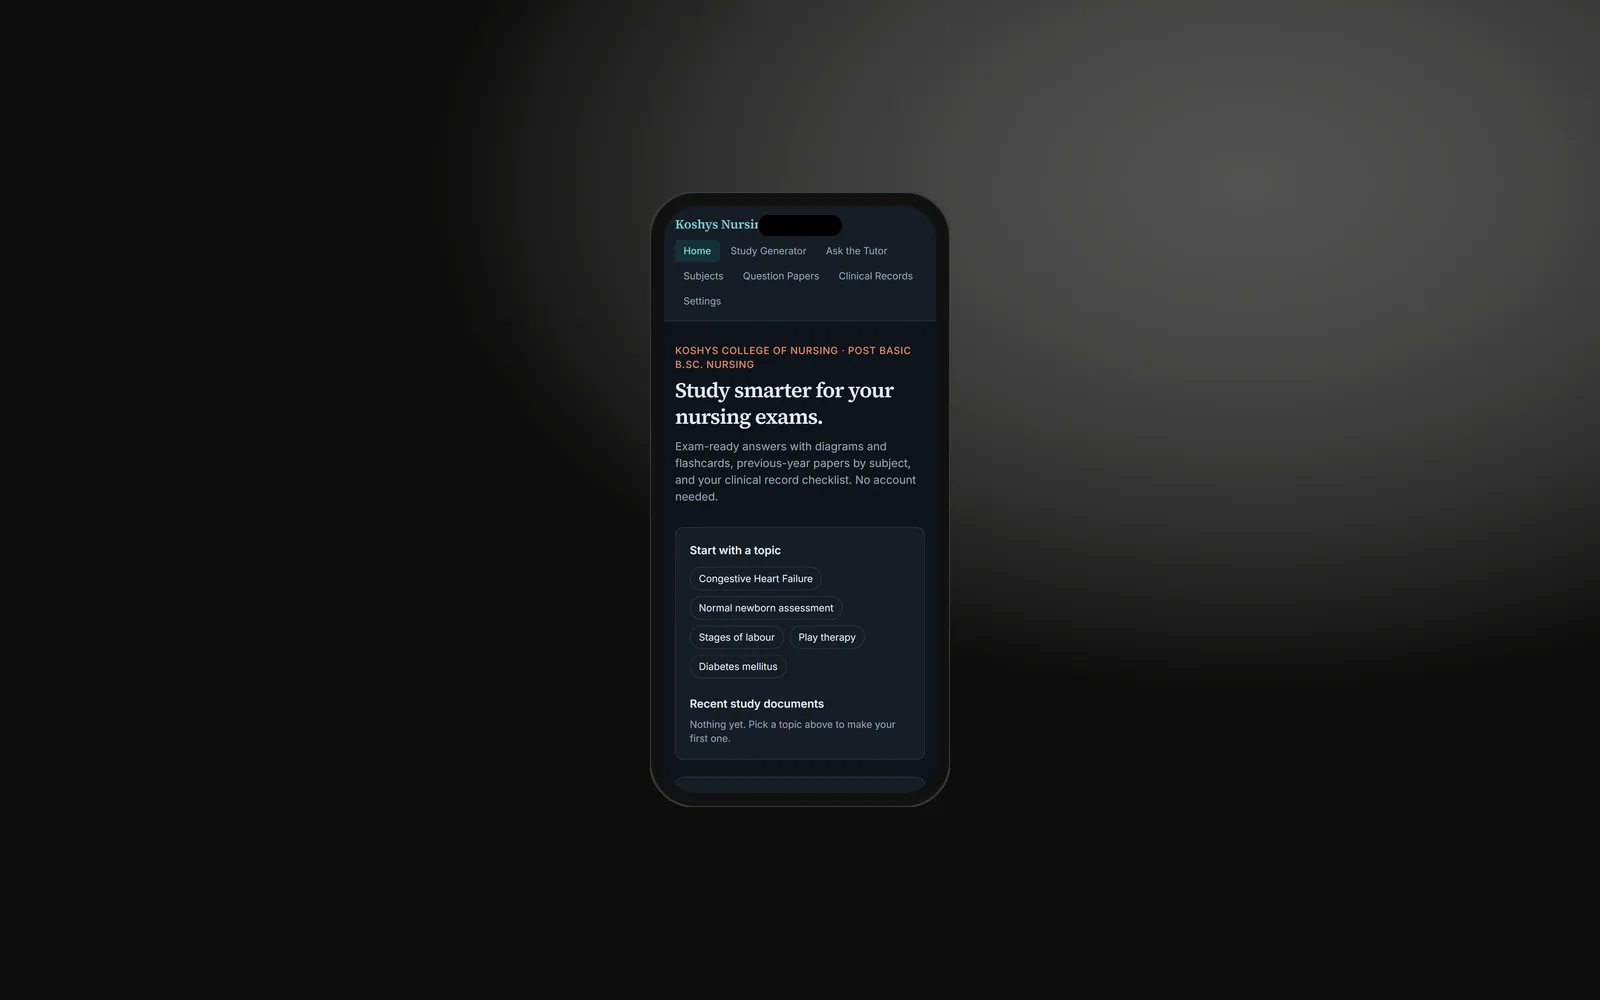 Koshys
Home Study Generator Ask the Tutor
Subjects Question Papers Clinical Records
Settings
KOSHYS COLLEGE OF NURSING · POST BASIC
B.SC. NURSING
Study smarter for your
nursing exams.
Exam-ready answers with diagrams and
flashcards, previous-year papers by subject,
and your clinical record checklist. No account
needed.
Start with a topic
Congestive Heart Failure
Normal newborn assessment
Stages of labour Play therapy
Diabetes mellitus
Recent study documents
Nothing yet. Pick a topic above to make your
first one.